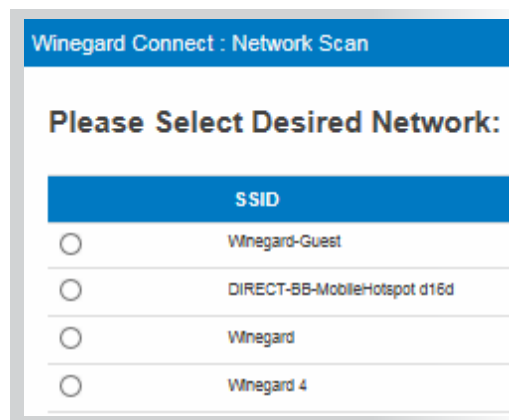 Winegard Connect : Network Scan
Please Select Desired Network:
SSID
Winegard-Guest
DIRECT-BB-MobileHotspot d16d
Winegard
Winegard 4